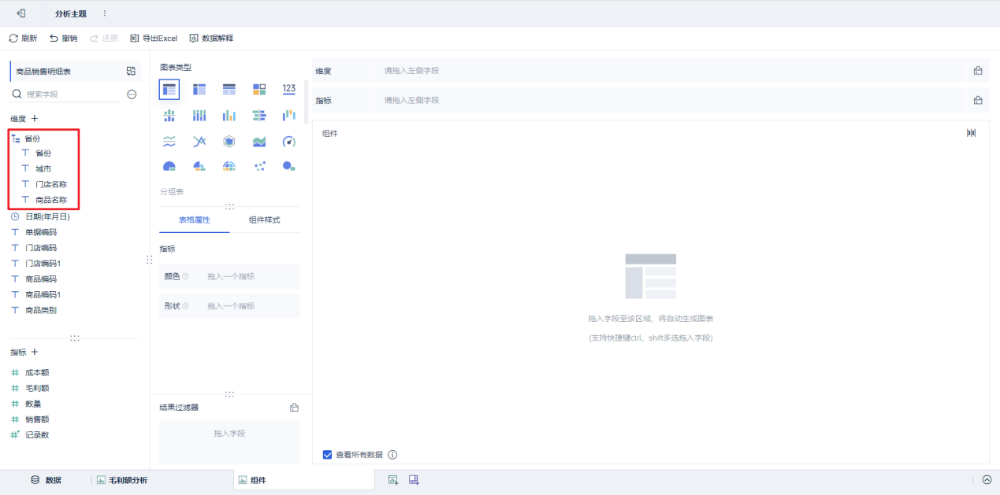 分析主题
刷新 撤销 还原 导出Excel 数据解释
商品销售明细表
搜索字段
维度
省份
省份
城市
门店名称
商品名称
日期(年月日)
单据编码
门店编码
门店编码1
商品编码
商品编码1
商品类别
指标
成本额
毛利额
数量
销售额
记录数
图表类型
123
分组表
表格属性 组件样式
指标
颜色 拖入一个指标
形状 拖入一个指标
结果过滤器
拖入字段
维度 请拖入左侧字段
指标 请拖入左侧字段
组件
拖入字段至该区域，将自动生成图表
(支持快捷键ctrl、shift多选拖入字段)
查看所有数据
数据 毛利额分析 组件